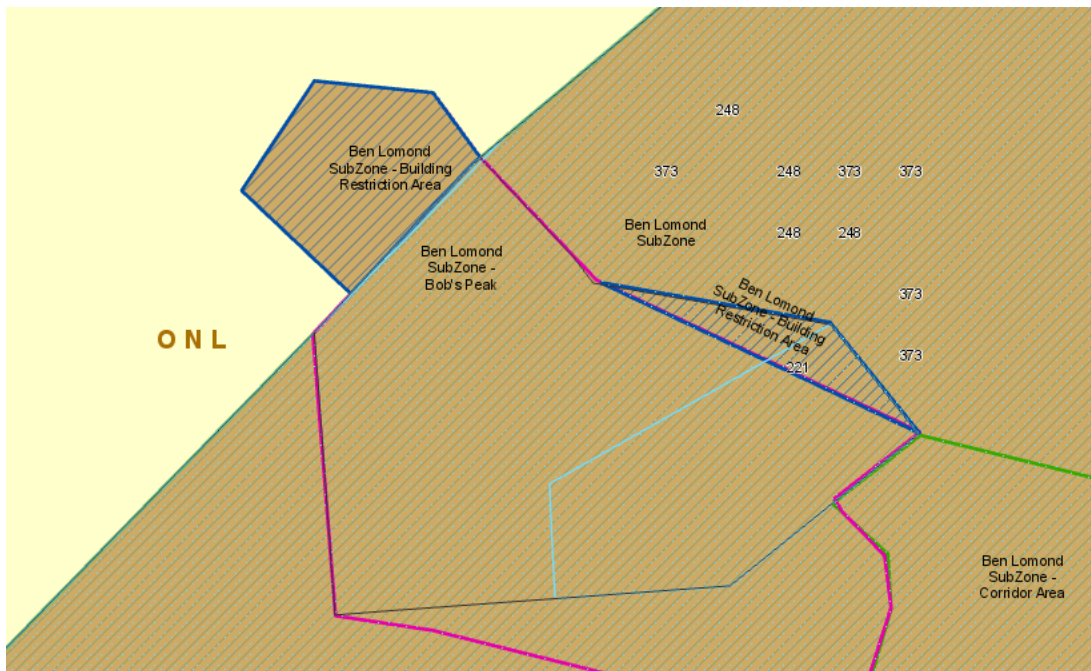 248
Ben Lomond
SubZone - Building
Restriction Area
373
248
373
373
Ben Lomond
SubZone
248
248
Ben Lomond
SubZone -
Bob's Peak
Ben Lomond
SubZone - Building
Restriction Area
373
ONL
373
221
Ben Lomond
SubZone -
Corridor Area